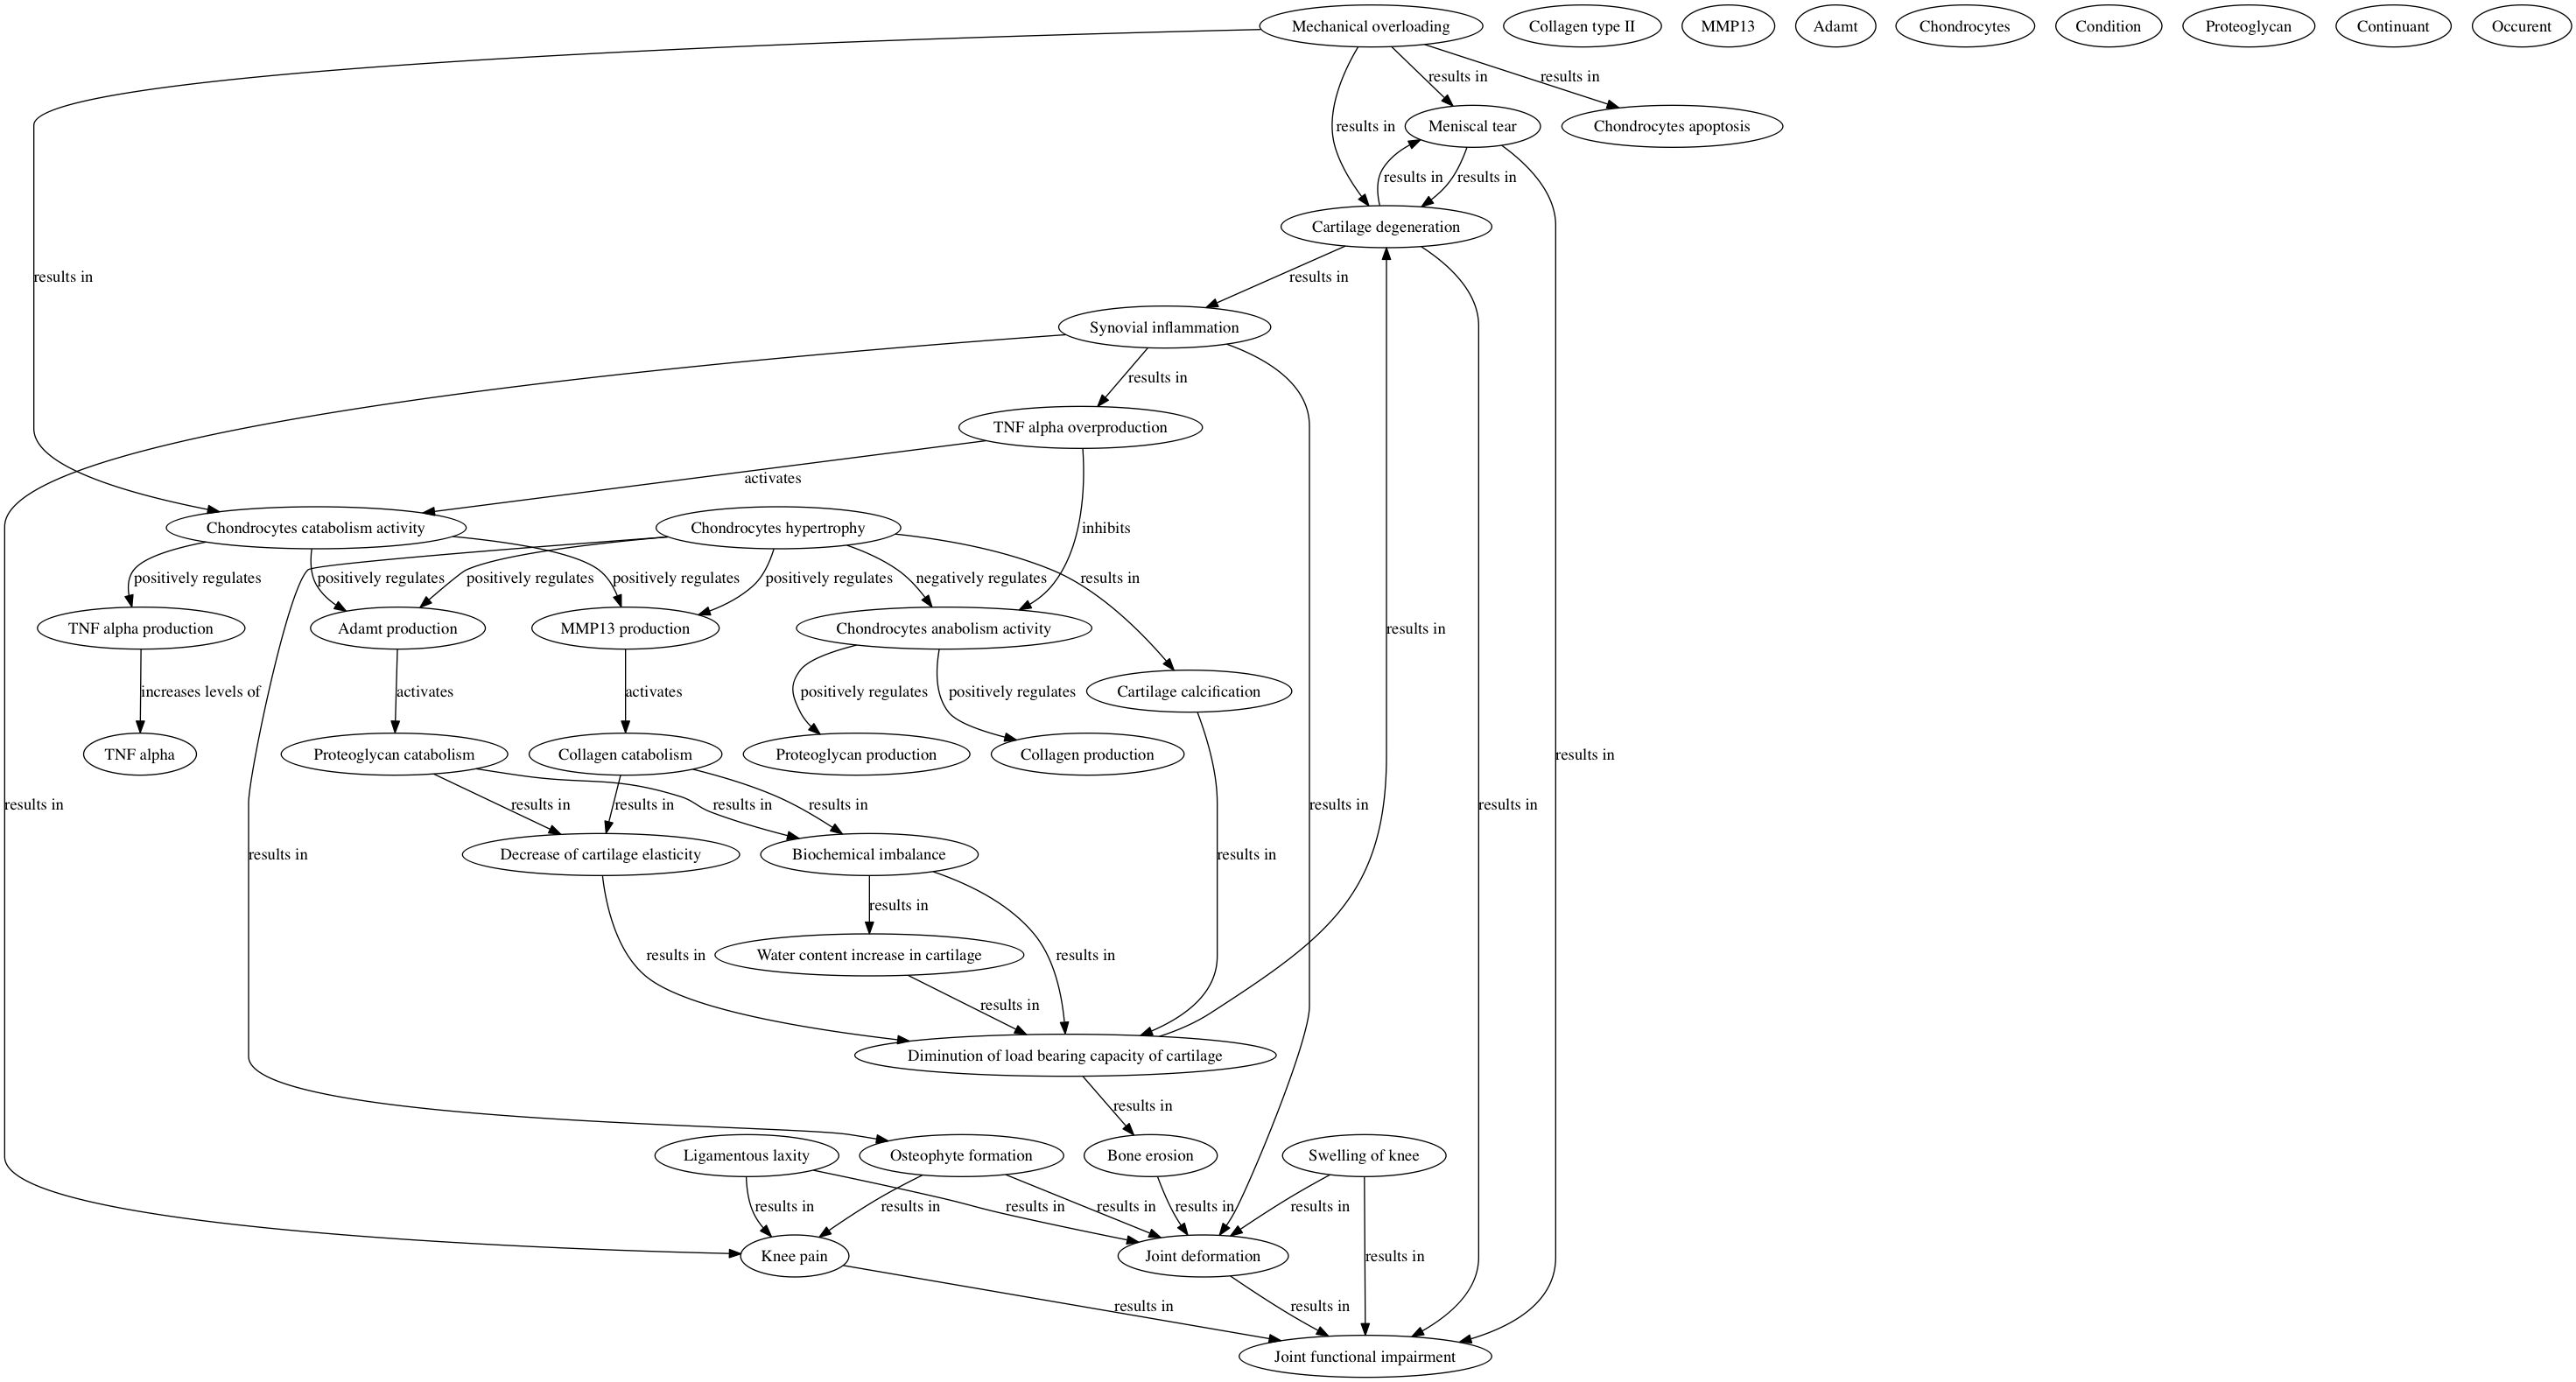 Mechanical overloading
Collagen type II
MMP13
Adamt
Chondrocytes
Condition
Proteoglycan
Continuant
Occurent
results in
results in
results in
Meniscal tear
Chondrocytes apoptosis
results in
results in
Cartilage degeneration
results in
results in
Synovial inflammation
results in
TNF alpha overproduction
activates
Chondrocytes catabolism activity
Chondrocytes hypertrophy
inhibits
positively regulates
positively regulates
positively regulates
positively regulates
positively regulates
negatively regulates
results in
TNF alpha production
Adamt production
MMP13 production
Chondrocytes anabolism activity
results in
increases levels of
activates
activates
positively regulates
positively regulates
Cartilage calcification
TNF alpha
Proteoglycan catabolism
Collagen catabolism
Proteoglycan production
Collagen production
results in
results in
results in
results in
results in
results in
results in
results in
results in
Decrease of cartilage elasticity
Biochemical imbalance
results in
results in
Water content increase in cartilage
results in
results in
results in
Diminution of load bearing capacity of cartilage
results in
Ligamentous laxity
Osteophyte formation
Bone erosion
Swelling of knee
results in
results in
results in
results in
results in
results in
Knee pain
Joint deformation
results in
results in
results in
Joint functional impairment